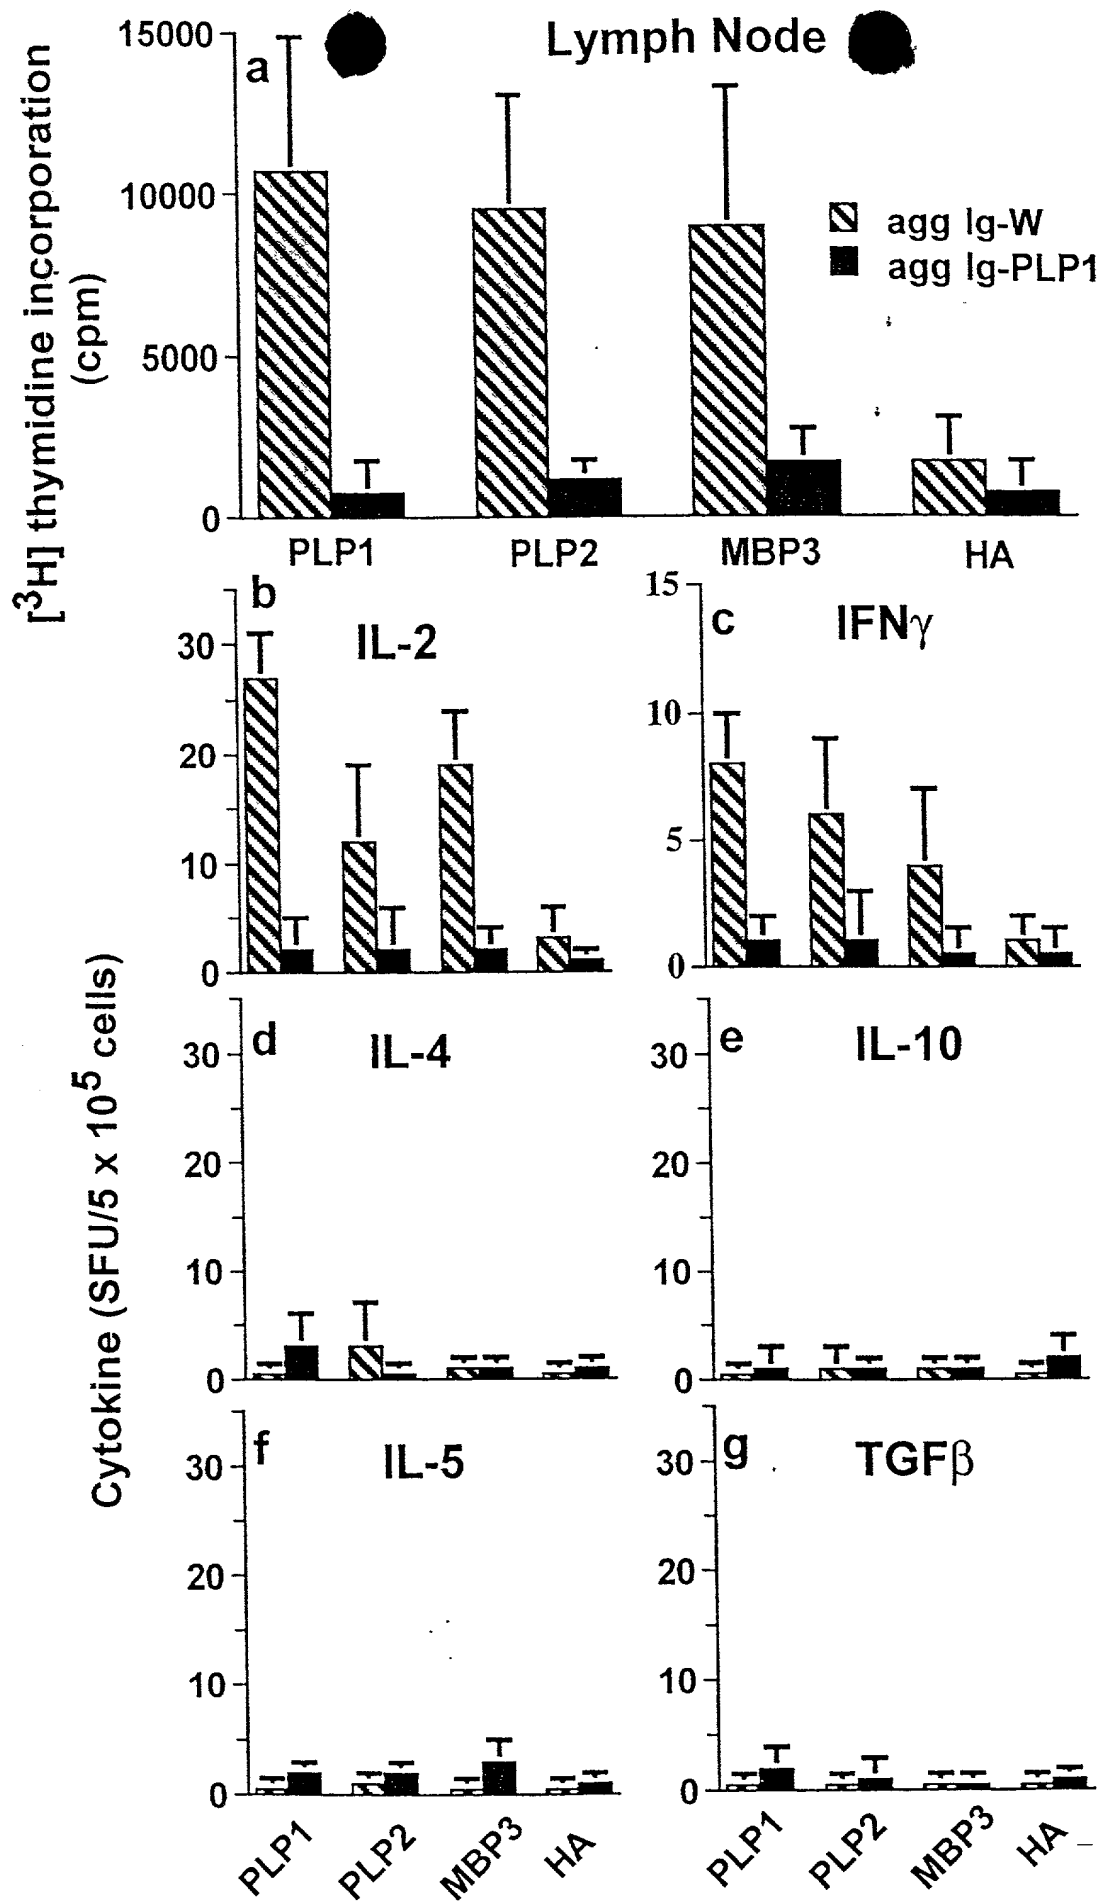 Lymph Node
a
[³H] thymidine incorporation
(cpm)
15000
10000
5000
0
agg Ig-W
agg Ig-PLP1
PLP1 PLP2 MBP3 HA
Cytokine (SFU/5 x 10⁵ cells)
b
IL-2
30
20
10
0
c
IFNγ
15
10
5
0
d
IL-4
30
20
10
0
e
IL-10
30
20
10
0
f
IL-5
30
20
10
0
g
TGFβ
30
20
10
0
PLP1 PLP2 MBP3 HA
PLP1 PLP2 MBP3 HA